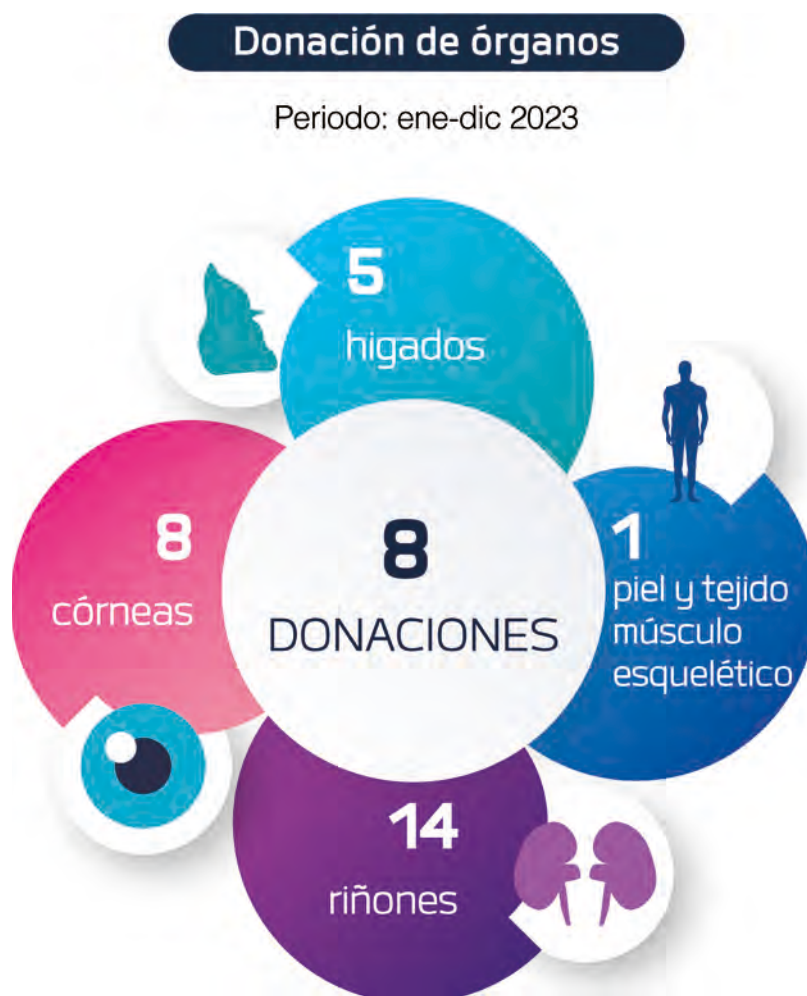 Donación de órganos
Periodo: ene-dic 2023
5
higados
8
córneas
8
DONACIONES
1
piel y tejido
músculo
esquelético
14
riñones